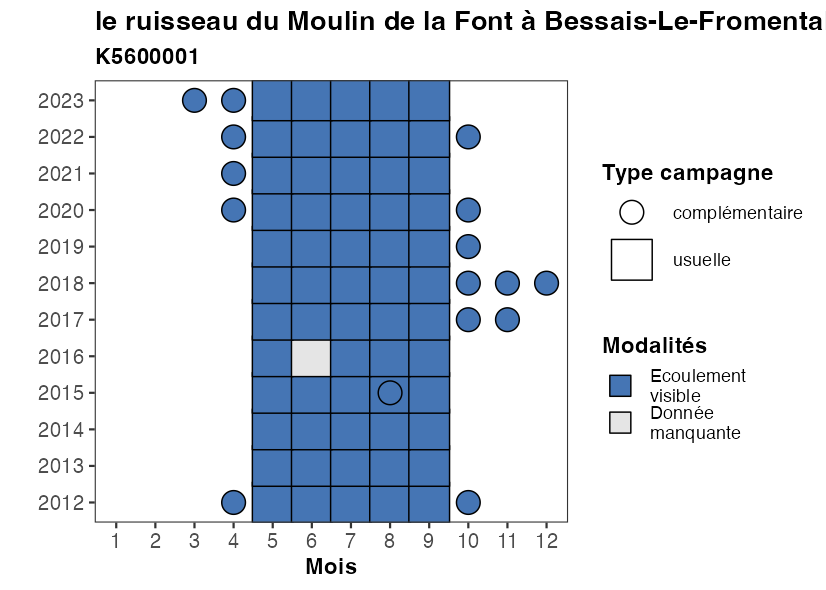 le ruisseau du Moulin de la Font à Bessais-Le-Fromental
K5600001
2023
2022
2021
2020
2019
2018
2017
2016
2015
2014
2013
2012
1 2 3 4 5 6 7 8 9 10 11 12
Mois
Type campagne
complémentaire
usuelle
Modalités
Ecoulement
visible
Donnée
manquante